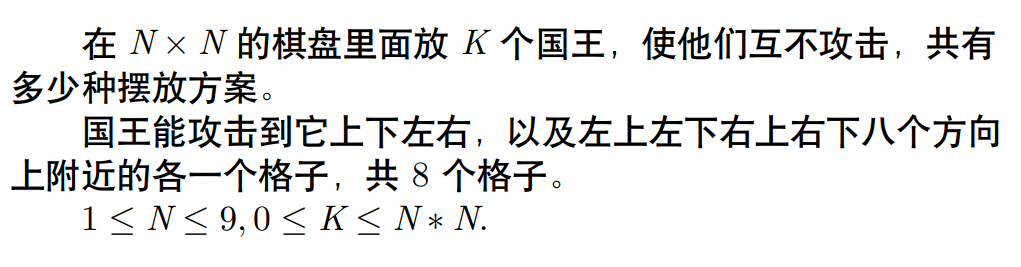 在 N × N 的棋盘里面放 K 个国王，使他们互不攻击，共有
多少种摆放方案。
国王能攻击到它上下左右，以及左上左下右上右下八个方向
上附近的各一个格子，共 8 个格子。
1 ≤ N ≤ 9, 0 ≤ K ≤ N ∗ N.